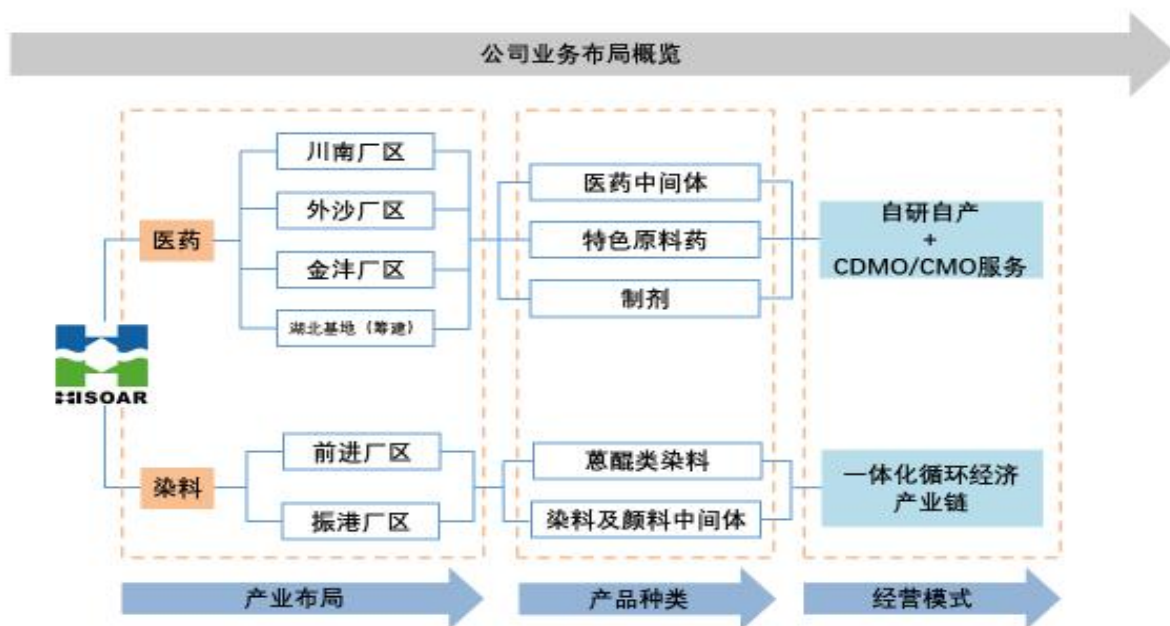 公司业务布局概览
川南厂区
外沙厂区
医药
金沣厂区
湖北基地（筹建）
医药中间体
特色原料药
制剂
自研自产
+
CDMO/CMO服务
HISOAR
前进厂区
染料
振港厂区
蒽醌类染料
染料及颜料中间体
一体化循环经济
产业链
产业布局
产品种类
经营模式